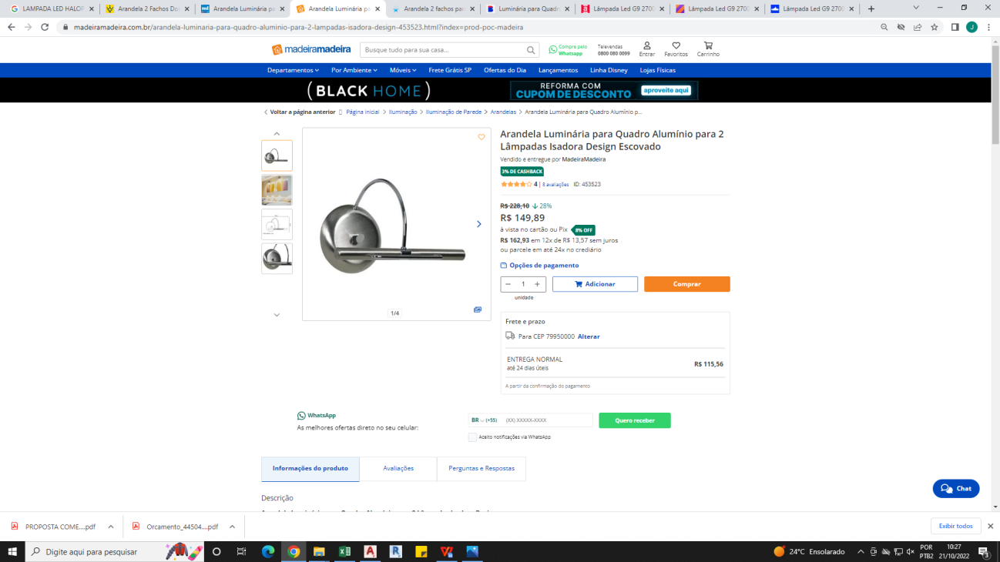 LAMPADA LED HALOP
Arandela 2 Fachos Do
Arandela Luminária pa
Arandela Luminária pa
Arandela 2 fachos par
Luminária para Quadr
Lâmpada Led G9 2700
Lâmpada Led G9 2700
Lâmpada Led G9 2700
madeiramadeira.com.br/arandela-luminaria-para-quadro-aluminio-para-2-lampadas-isadora-design-453523.html?index=prod-poc-madeira
J
madeiramadeira
Busque tudo para sua casa...
Compre pelo
Whatsapp
Televendas
0800 080 0099
Entrar
Favoritos
Carrinho
Departamentos
Por Ambiente
Móveis
Frete Grátis SP
Ofertas do Dia
Lançamentos
Linha Disney
Lojas Físicas
(BLACK HOME)
REFORMA COM
CUPOM DE DESCONTO
aproveite aqui
Voltar a página anterior
Página inicial > Iluminação > Iluminação de Parede > Arandelas > Arandela Luminária para Quadro Alumínio p...
1/4
Arandela Luminária para Quadro Alumínio para 2
Lâmpadas Isadora Design Escovado
Vendido e entregue por MadeiraMadeira
3% DE CASHBACK
4 | 8 avaliações ID: 453523
R$ 228,10 28%
R$ 149,89
à vista no cartão ou Pix 8% OFF
R$ 162,93 em 12x de R$ 13,57 sem juros
ou parcele em até 24x no crediário
Opções de pagamento
− 1 +
Adicionar
Comprar
unidade
Frete e prazo
Para CEP 79950000 Alterar
ENTREGA NORMAL
até 24 dias úteis
R$ 115,56
A partir da confirmação do pagamento
WhatsApp
As melhores ofertas direto no seu celular:
BR (+55) (XX) XXXXX-XXXX
Quero receber
Aceito notificações via WhatsApp
Informações do produto
Avaliações
Perguntas e Respostas
Chat
Descrição
PROPOSTA COME....pdf
Orcamento_44504....pdf
Exibir todos
Digite aqui para pesquisar
24°C Ensolarado
POR
PTB2
10:27
21/10/2022
3